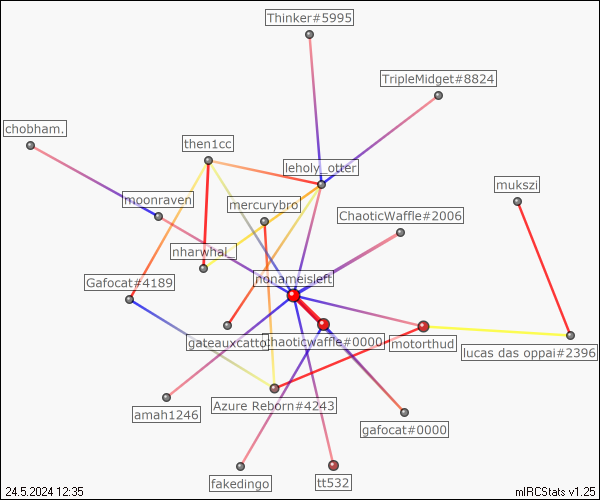 Thinker#5995
TripleMidget#8824
chobham.
then1cc
leholy_otter
mukszi
moonraven
mercurybro
ChaoticWaffle#2006
nharwhal_
nonameisleft
Gafocat#4189
gateauxcatto
chaoticwaffle#0000
motorthud
lucas das oppai#2396
amah1246
Azure Reborn#4243
gafocat#0000
fakedingo
tt532
24.5.2024 12:35
mIRCStats v1.25